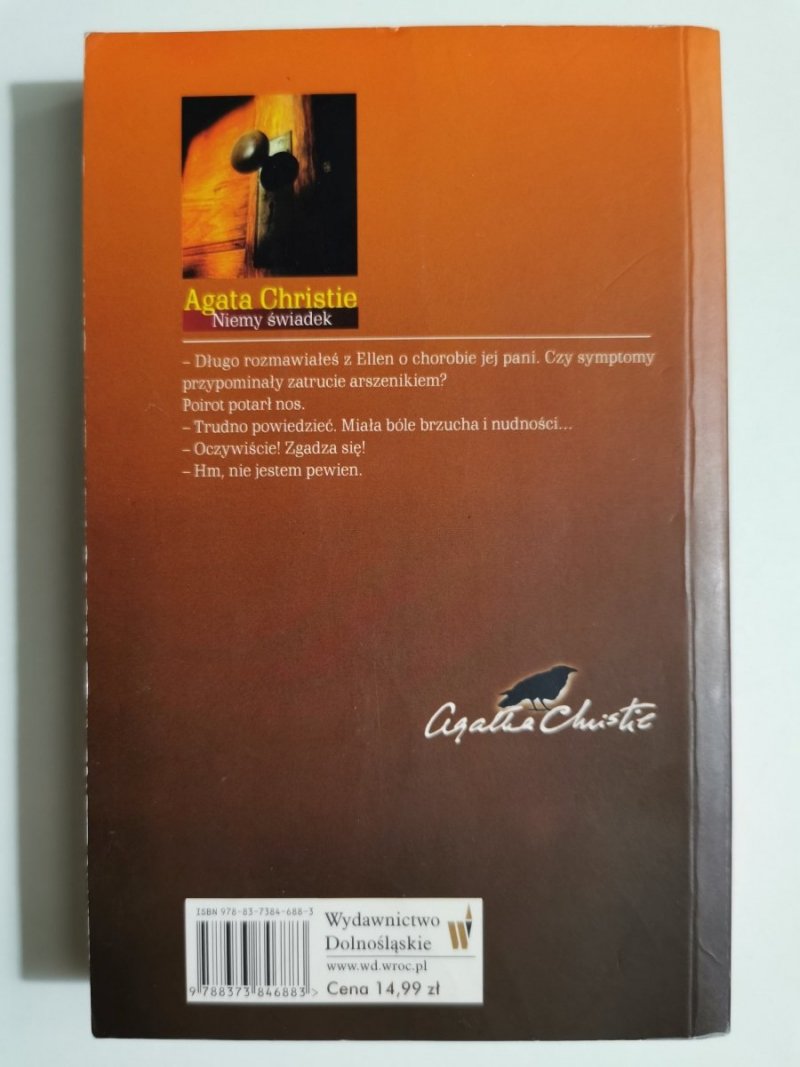 Agata Christie
Niemy świadek
– Długo rozmawiałeś z Ellen o chorobie jej pani. Czy symptomy
przypominały zatrucie arszenikiem?
Poirot potarł nos.
– Trudno powiedzieć. Miała bóle brzucha i nudności...
– Oczywiście! Zgadza się!
– Hm, nie jestem pewien.
Agatha Christie
ISBN 978-83-7384-688-3
9 788373 846883 >
Wydawnictwo
Dolnośląskie
www.wd.wroc.pl
Cena 14,99 zł